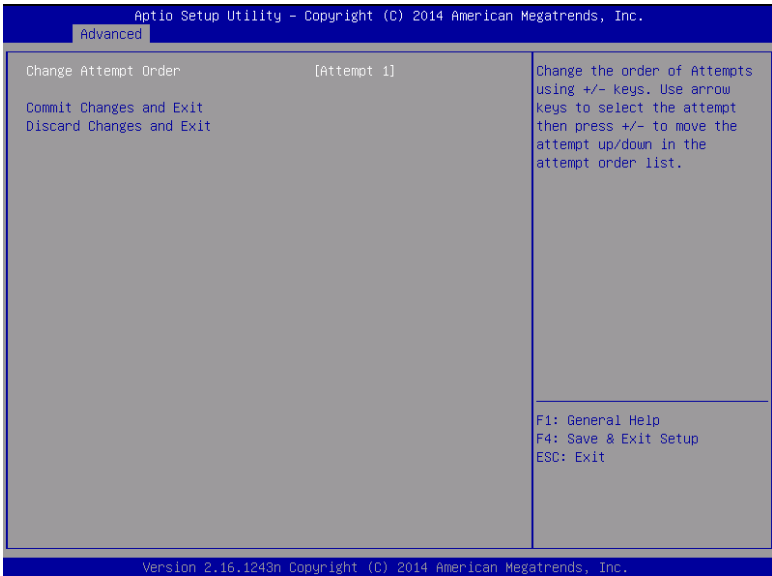 Aptio Setup Utility – Copyright (C) 2014 American Megatrends, Inc.
Advanced
Change Attempt Order [Attempt 1]
Commit Changes and Exit
Discard Changes and Exit
Change the order of Attempts
using +/- keys. Use arrow
keys to select the attempt
then press +/- to move the
attempt up/down in the
attempt order list.
F1: General Help
F4: Save & Exit Setup
ESC: Exit
Version 2.16.1243n Copyright (C) 2014 American Megatrends, Inc.